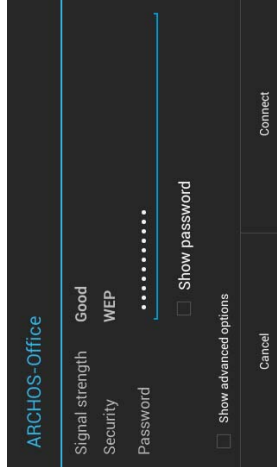 ARCHOS-Office
Signal strength Good
Security WEP
Password ••••••••••••
Show password
Show advanced options
Cancel Connect